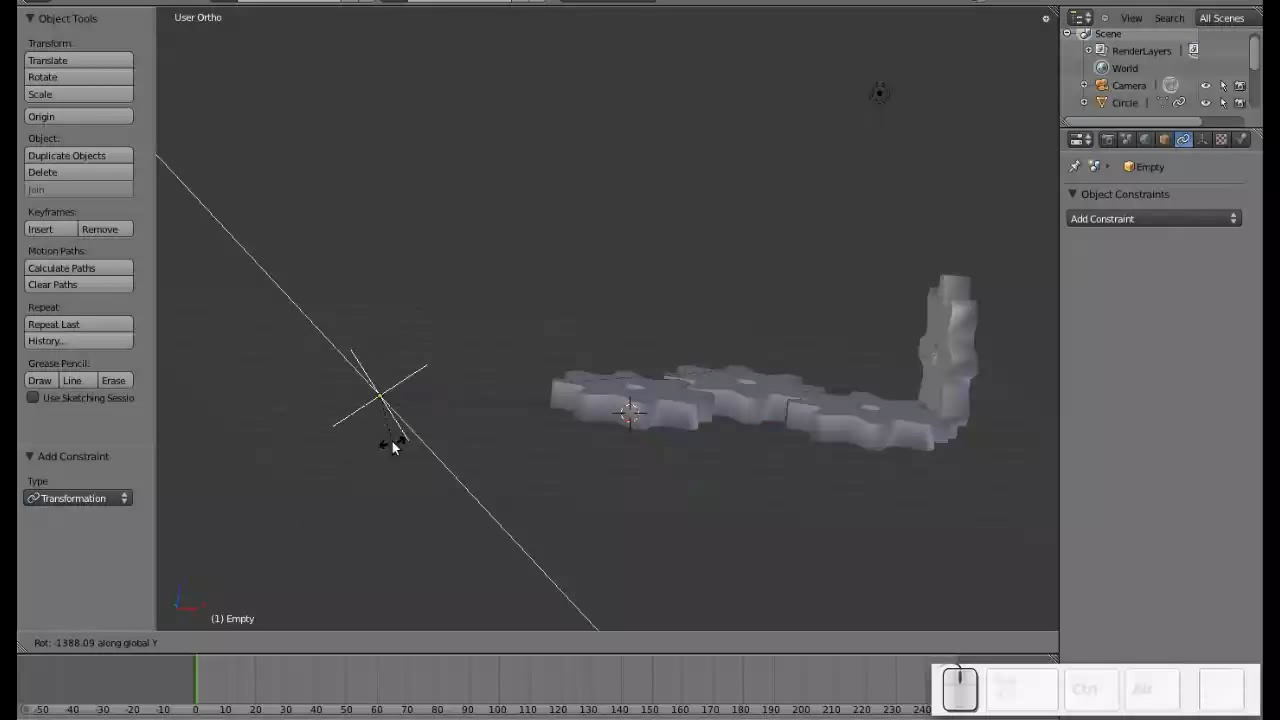 Object Tools
User Ortho
View Search All Scenes
Scene
Transform:
RenderLayers
Translate
World
Rotate
Camera
Scale
Circle
Origin
Object:
Duplicate Objects
Empty
Delete
Join
Object Constraints
Keyframes:
Add Constraint
Insert Remove
Motion Paths:
Calculate Paths
Clear Paths
Repeat:
Repeat Last
History...
Grease Pencil:
Draw Line Erase
Use Sketching Sessio
Add Constraint
Type
Transformation
(1) Empty
Rot: -1388.09 along global Y
Ctrl Alt
-50 -40 -30 -20 -10 0 10 20 30 40 50 60 70 80 90 100 110 120 130 140 150 160 170 180 190 200 210 220 230 240